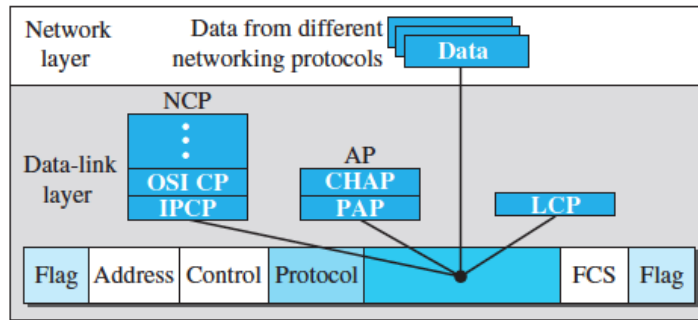 Network
layer
Data from different
networking protocols
Data
NCP
Data-link
layer
OSI CP
IPCP
AP
CHAP
PAP
LCP
Flag Address Control Protocol FCS Flag